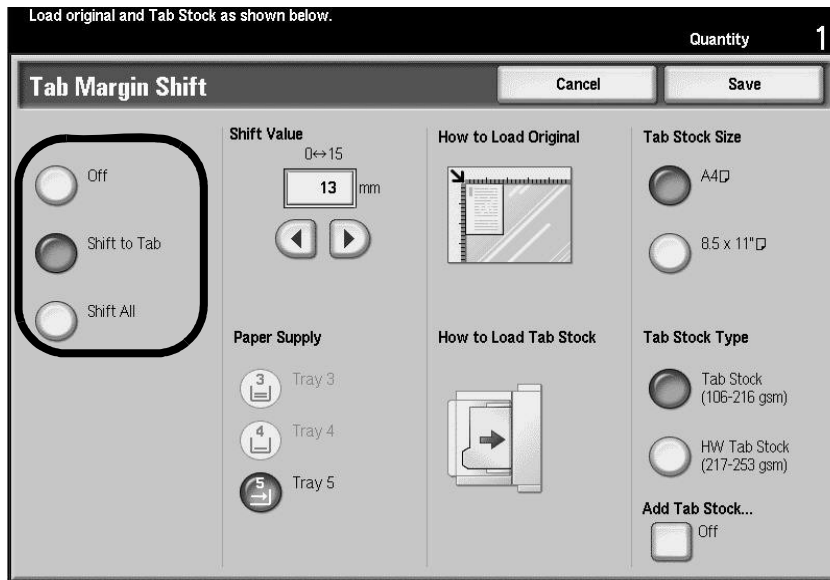 Load original and Tab Stock as shown below.
Quantity 1
Tab Margin Shift
Cancel
Save
Off
Shift to Tab
Shift All
Shift Value
0↔15
13 mm
Paper Supply
3 Tray 3
4 Tray 4
5 Tray 5
How to Load Original
How to Load Tab Stock
Tab Stock Size
A4
8.5 x 11"
Tab Stock Type
Tab Stock
(106-216 gsm)
HW Tab Stock
(217-253 gsm)
Add Tab Stock...
Off